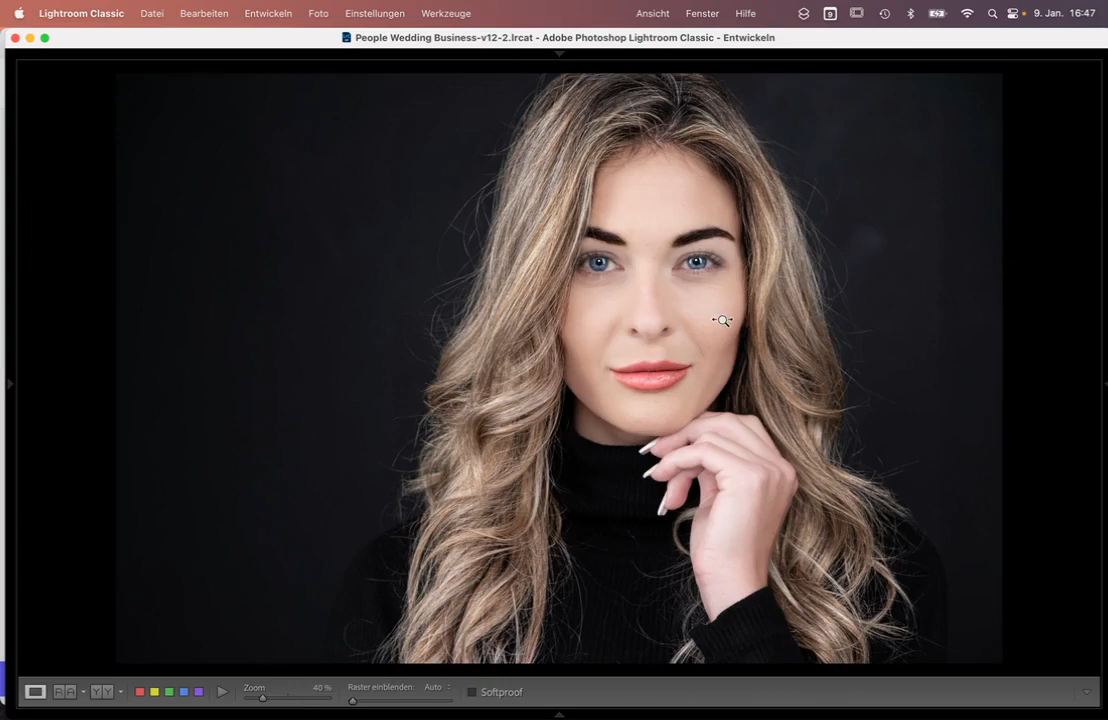 Lightroom Classic Datei Bearbeiten Entwickeln Foto Einstellungen Werkzeuge Ansicht Fenster Hilfe 9 9. Jan. 16:47
People Wedding Business-v12-2.lrcat - Adobe Photoshop Lightroom Classic - Entwickeln
R A Y Y Zoom 40 % Raster einblenden: Auto Softproof